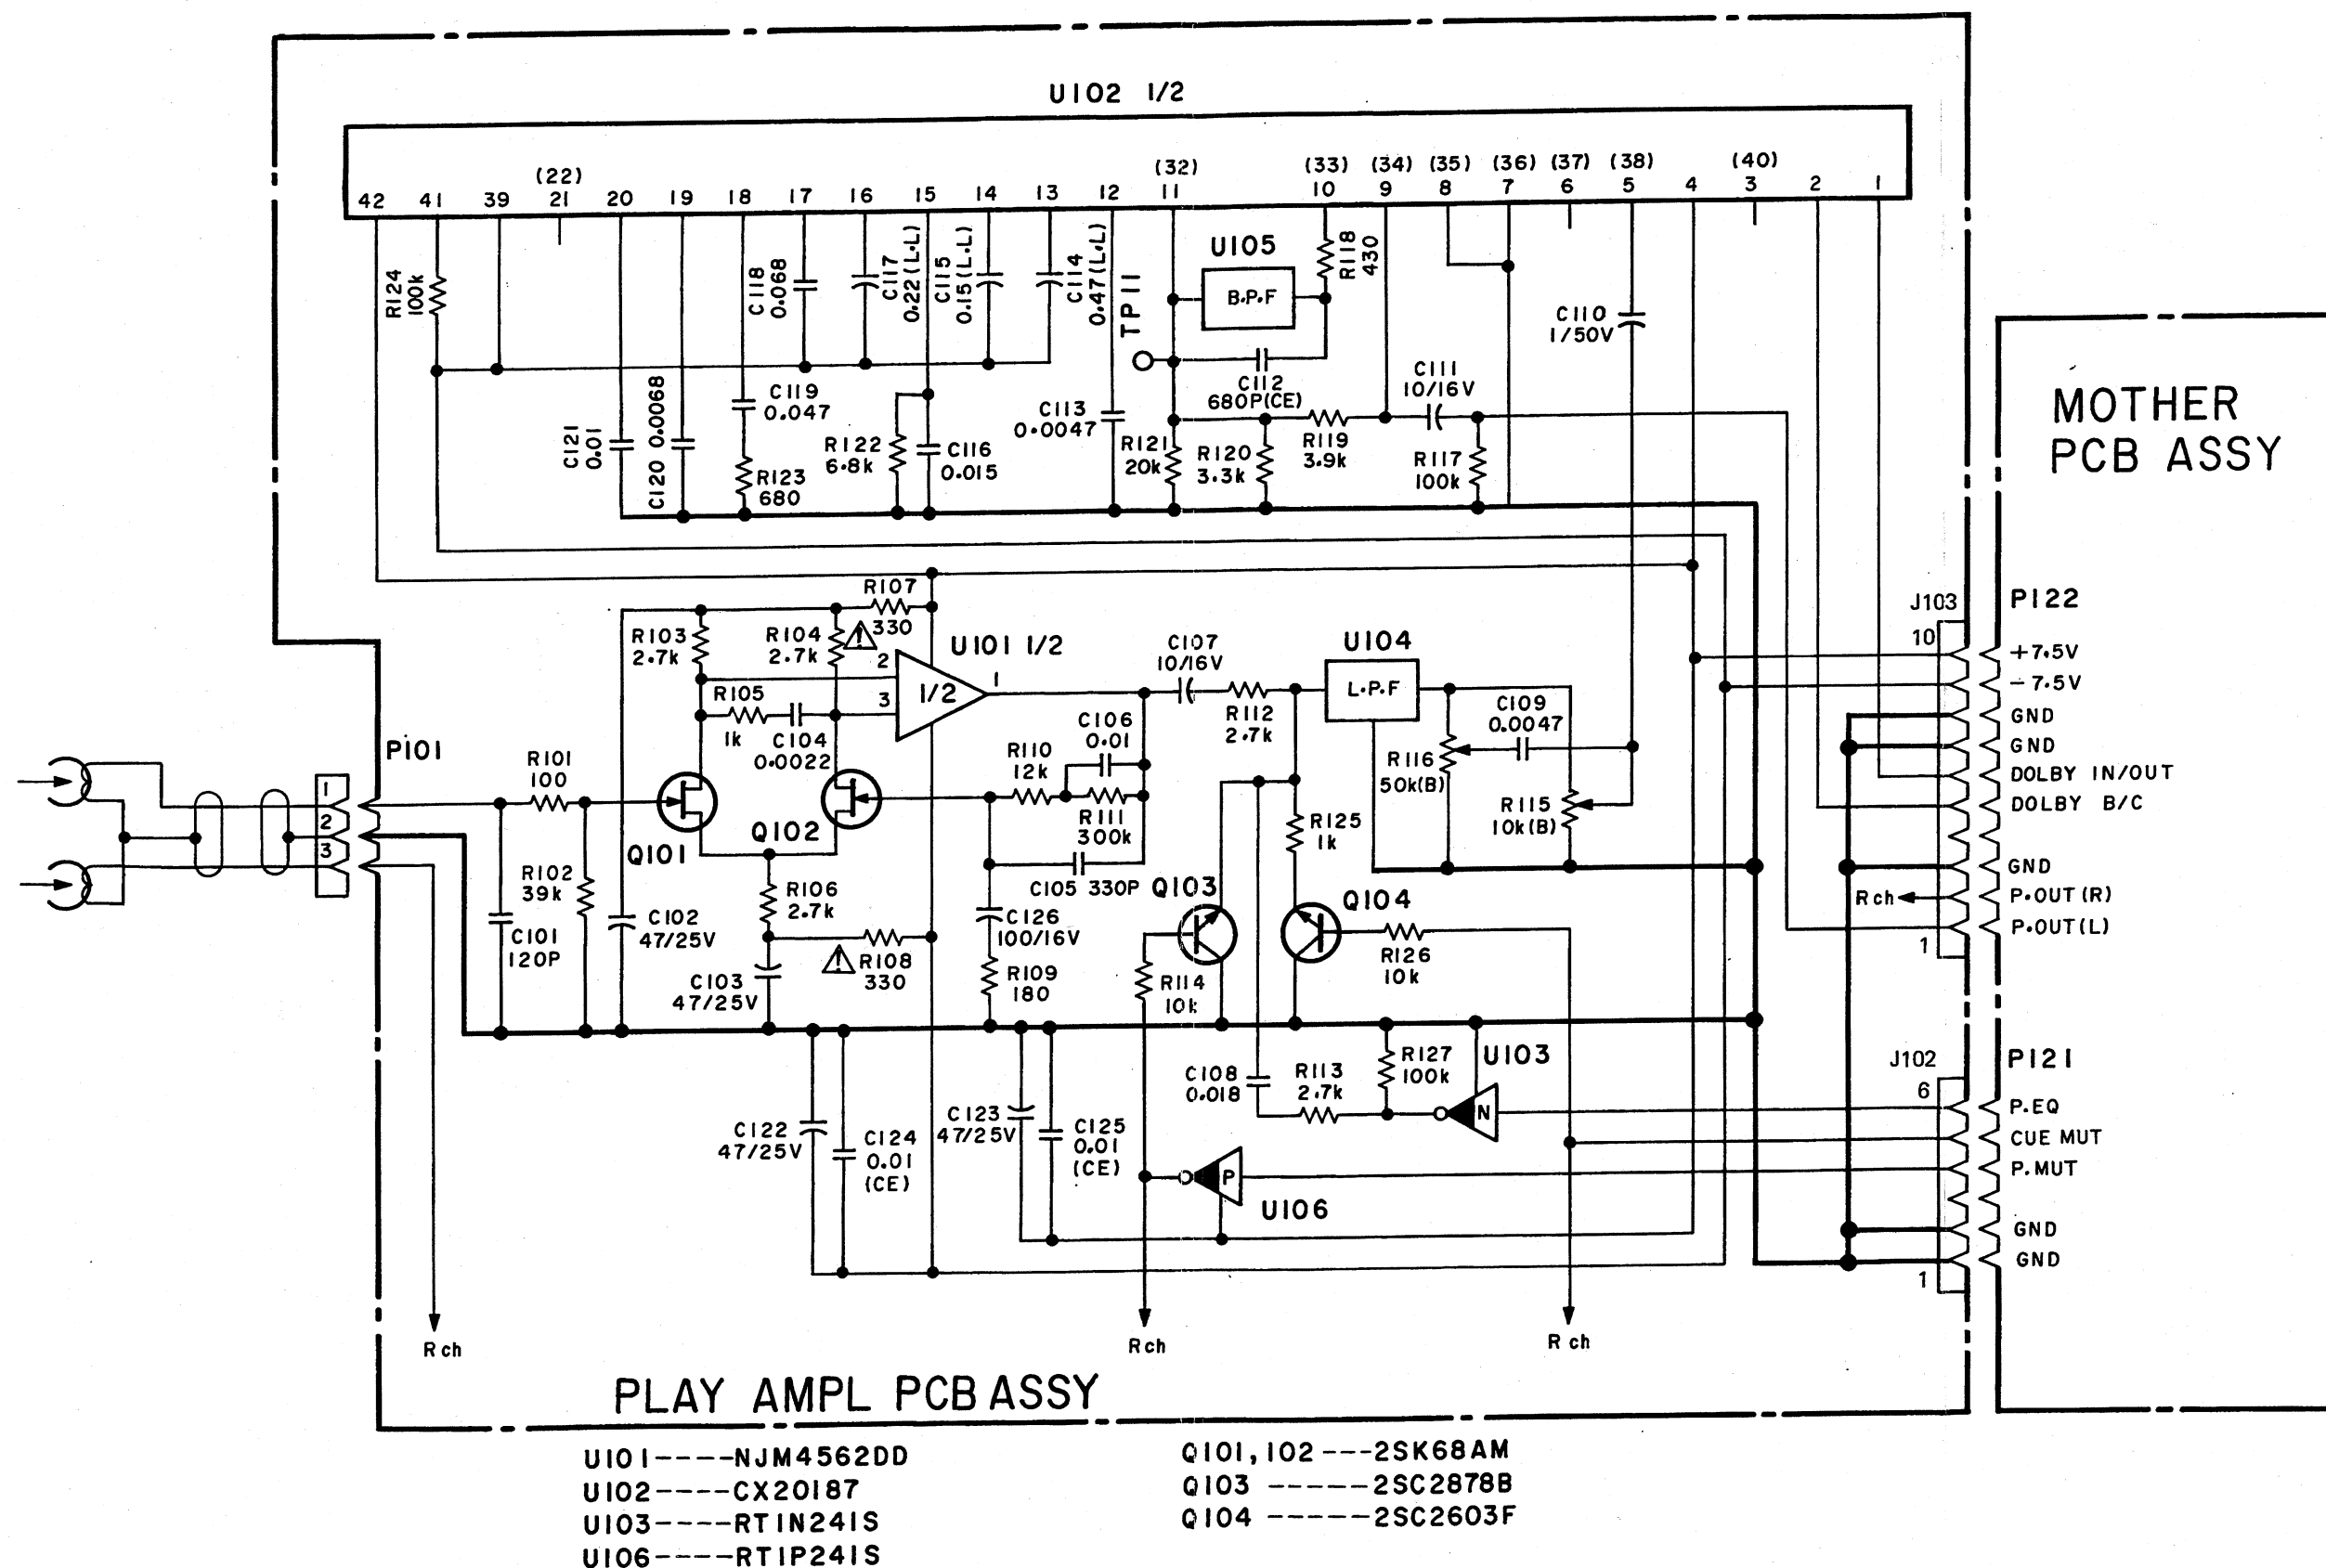 U102 1/2
(22) (32) (33) (34) (35) (36) (37) (38) (40)
42 41 39 21 20 19 18 17 16 15 14 13 12 11 10 9 8 7 6 5 4 3 2 1
R124
100k
C118
0.068
C117
0.22(L·L)
C115
0.15(L·L)
C114
0.47(L·L)
TP11
U105
B·P·F
R118
430
C110
1/50V
C121
0.01
C120 0.0068
C119
0.047
R123
680
R122
6.8k
C116
0.015
C113
0.0047
C112
680P(CE)
C111
10/16V
R121
20k
R120
3.3k
R119
3.9k
R117
100k
MOTHER
PCB ASSY
R103
2.7k
R104
2.7k
R107
330
U101 1/2
2
3
1
1/2
R105
1k
C104
0.0022
C107
10/16V
R112
2.7k
U104
L·P·F
C109
0.0047
R116
50k(B)
R115
10k(B)
P101
1
2
3
R101
100
R102
39k
C101
120P
Q101
Q102
C102
47/25V
R106
2.7k
C103
47/25V
R108
330
R110
12k
C106
0.01
R111
300k
C105 330P
C126
100/16V
R109
180
Q103
R125
1k
Q104
R114
10k
R126
10k
J103 P122
10
+7.5V
-7.5V
GND
GND
DOLBY IN/OUT
DOLBY B/C
GND
Rch P·OUT(R)
P·OUT(L)
1
C122
47/25V
C124
0.01
(CE)
C123
47/25V
C125
0.01
(CE)
C108
0.018
R113
2.7k
R127
100k
U103
N
P
U106
J102 P121
6
P.EQ
CUE MUT
P.MUT
GND
GND
1
Rch
Rch
Rch
PLAY AMPL PCB ASSY
U101----NJM4562DD
U102----CX20187
U103----RT1N241S
U106----RT1P241S
Q101,102---2SK68AM
Q103 -----2SC2878B
Q104 -----2SC2603F